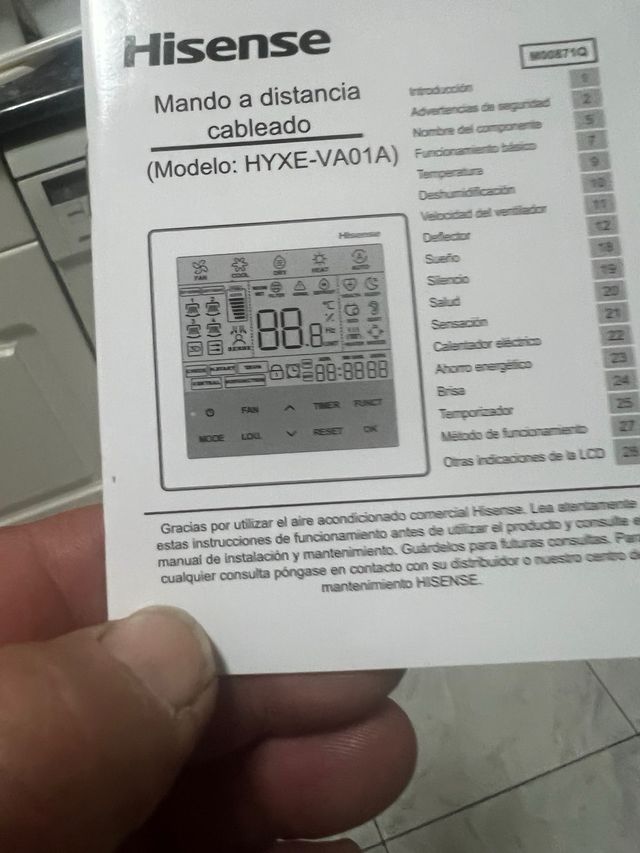 Hisense
M00871Q
Mando a distancia
cableado
(Modelo: HYXE-VA01A)
Introducción 1
Advertencias de seguridad 2
Nombre del componente 5
Funcionamiento básico 7
Temperatura 9
Deshumidificación 10
Velocidad del ventilador 11
Deflector 12
Sueño 18
Silencio 19
Salud 20
Sensación 21
Calentador eléctrico 22
Ahorro energético 23
Brisa 24
Temporizador 25
Método de funcionamiento 27
Otras indicaciones de la LCD 28
Hisense
FAN COOL DRY HEAT AUTO
88.8
88:8888
FAN TIMER FUNCT
MODE RESET OK
Gracias por utilizar el aire acondicionado comercial Hisense. Lea atentamente
estas instrucciones de funcionamiento antes de utilizar el producto y consulte
manual de instalación y mantenimiento. Guárdelos para futuras consultas. Para
cualquier consulta póngase en contacto con su distribuidor o nuestro centro de
mantenimiento HISENSE.